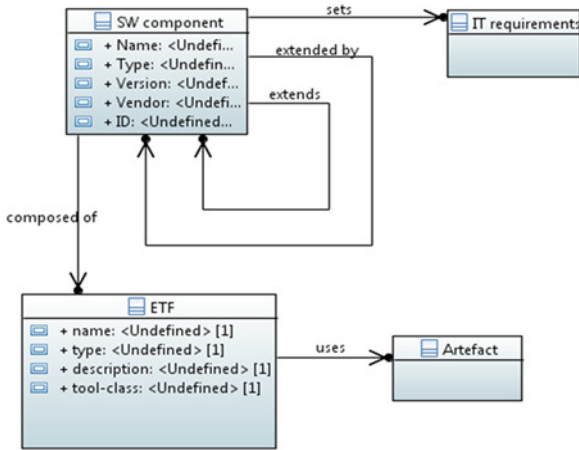 SW component
+ Name: <Undefi...
+ Type: <Undefin...
+ Version: <Undef...
+ Vendor: <Undefi...
+ ID: <Undefined...
sets
IT requirements
extended by
extends
composed of
ETF
+ name: <Undefined> [1]
+ type: <Undefined> [1]
+ description: <Undefined> [1]
+ tool-class: <Undefined> [1]
uses
Artefact